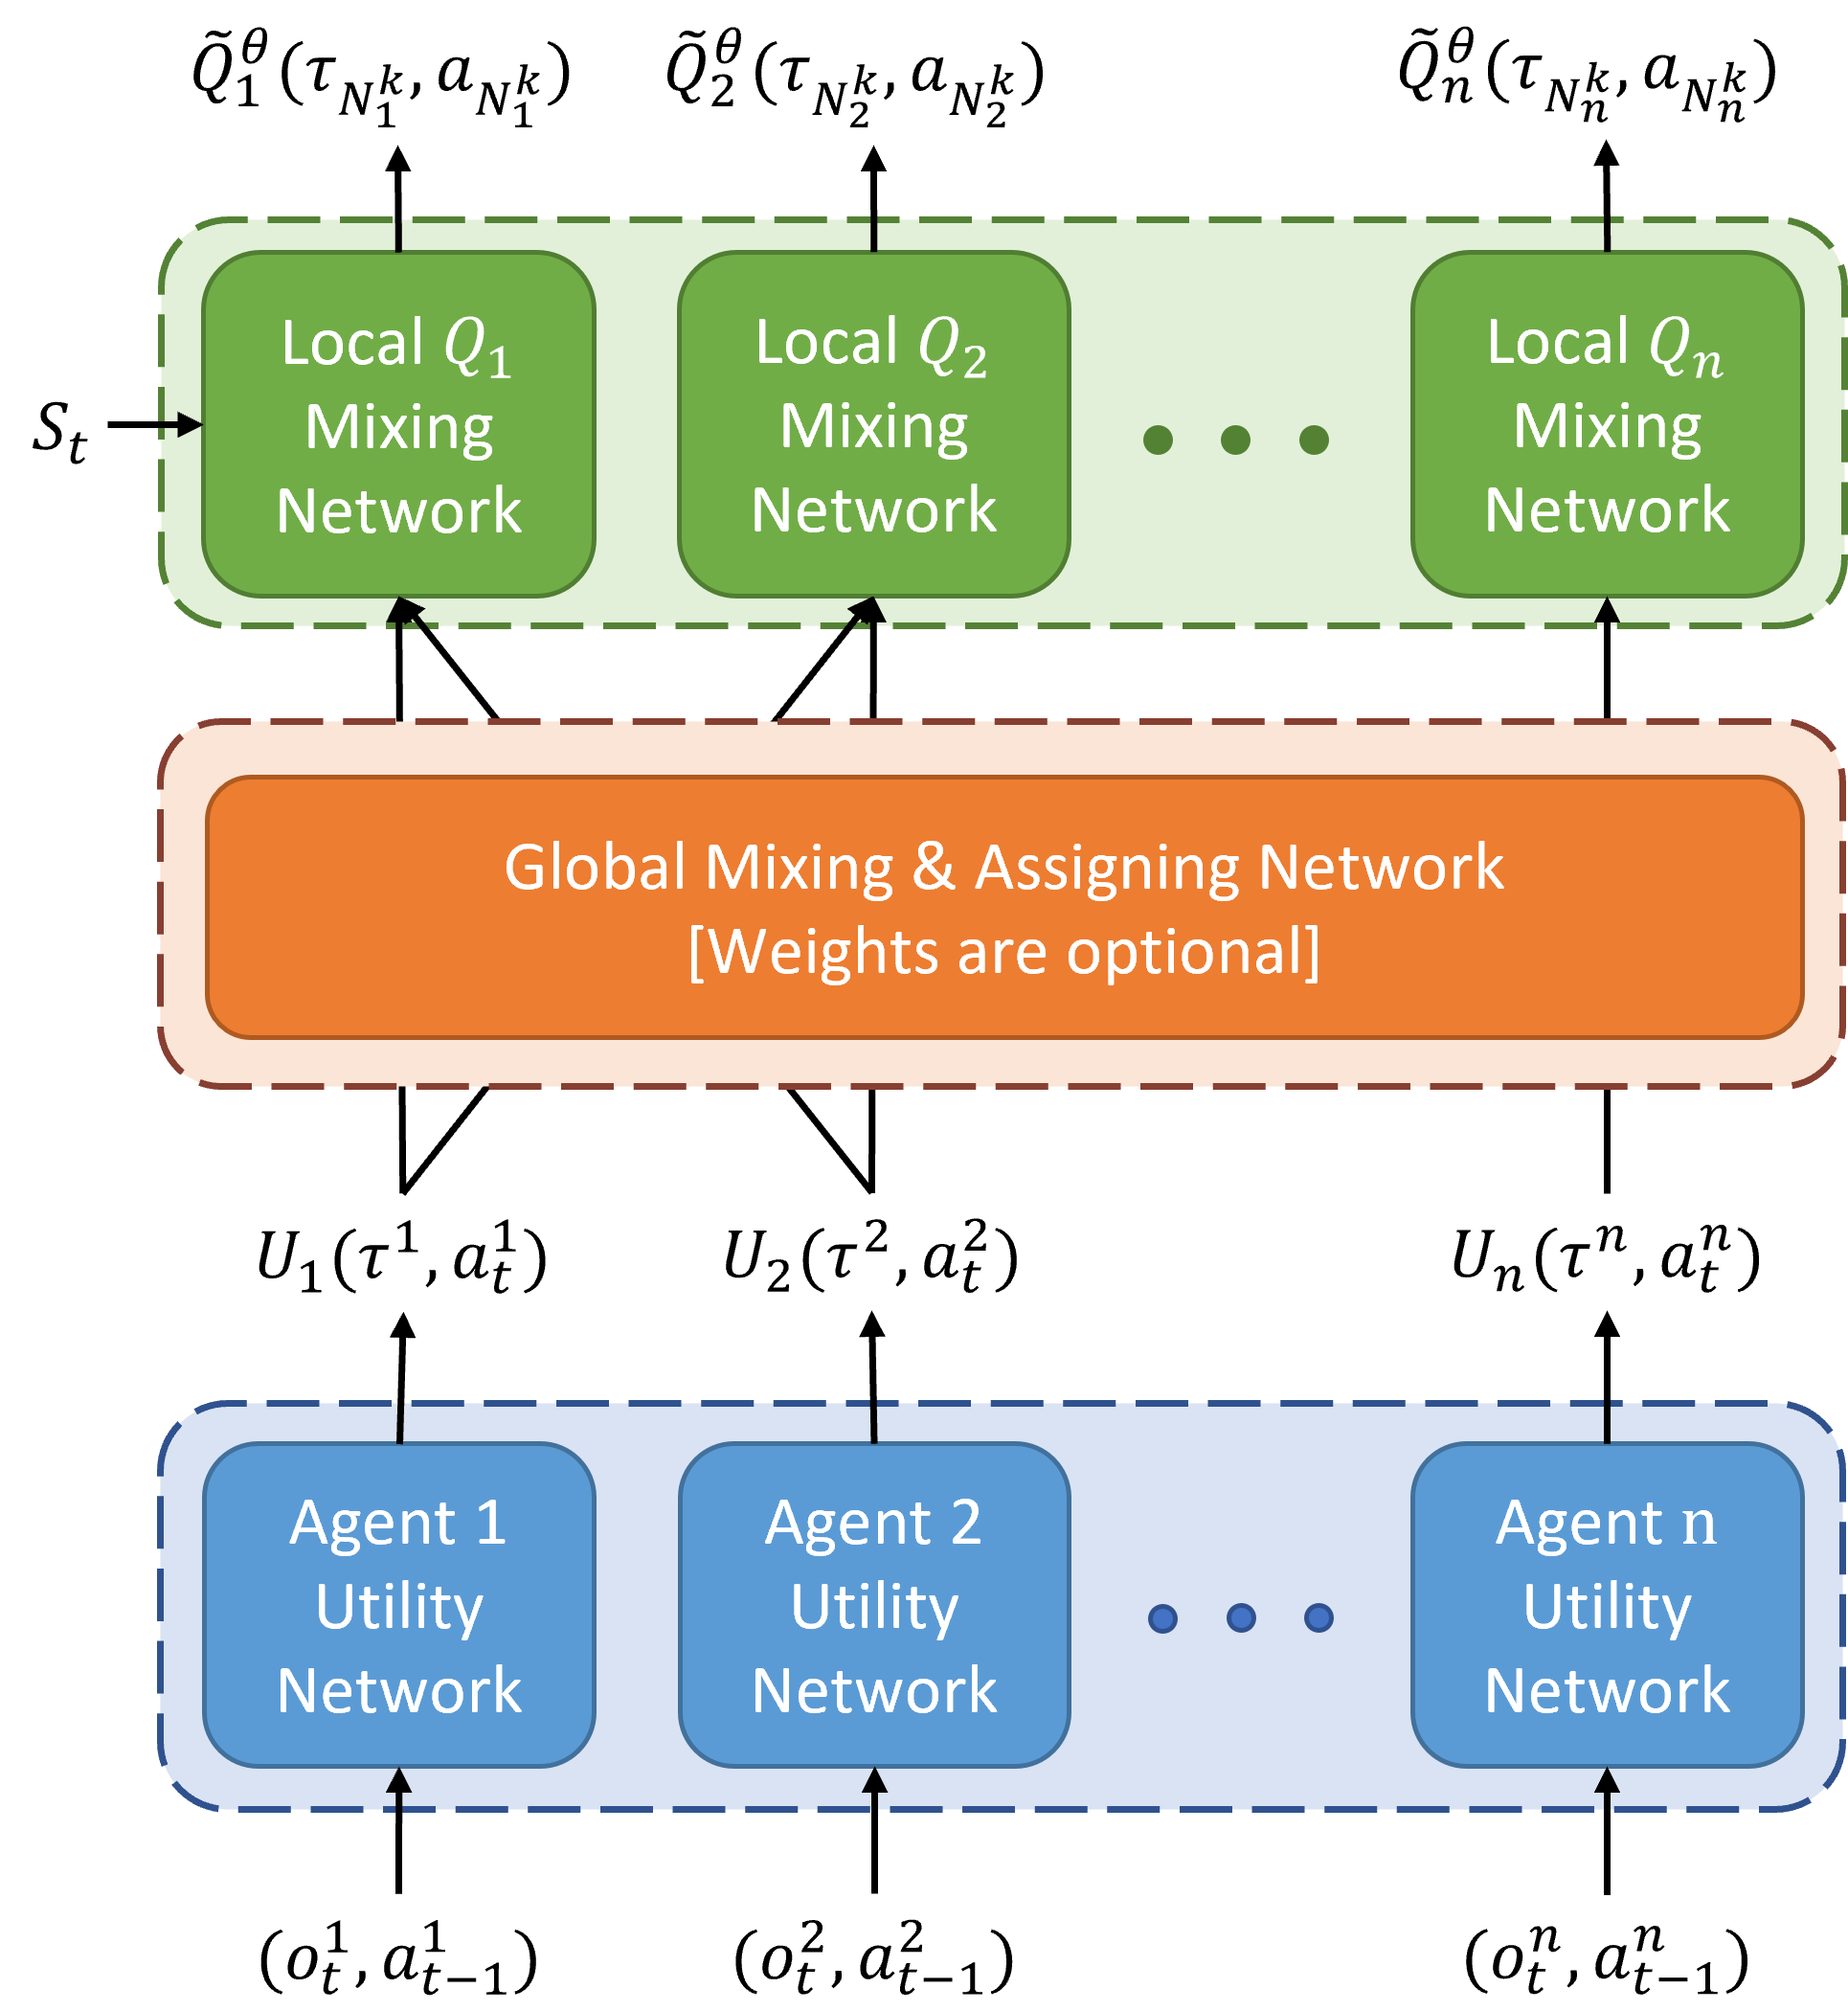 $\tilde{Q}_1^{\theta}(\tau_{N_1^k}, a_{N_1^k})$ $\tilde{Q}_2^{\theta}(\tau_{N_2^k}, a_{N_2^k})$ $\tilde{Q}_n^{\theta}(\tau_{N_n^k}, a_{N_n^k})$
$S_t$
Local $Q_1$
Mixing
Network
Local $Q_2$
Mixing
Network
Local $Q_n$
Mixing
Network
Global Mixing & Assigning Network
[Weights are optional]
$U_1(\tau^1, a_t^1)$ $U_2(\tau^2, a_t^2)$ $U_n(\tau^n, a_t^n)$
Agent 1
Utility
Network
Agent 2
Utility
Network
Agent n
Utility
Network
$(o_t^1, a_{t-1}^1)$ $(o_t^2, a_{t-1}^2)$ $(o_t^n, a_{t-1}^n)$